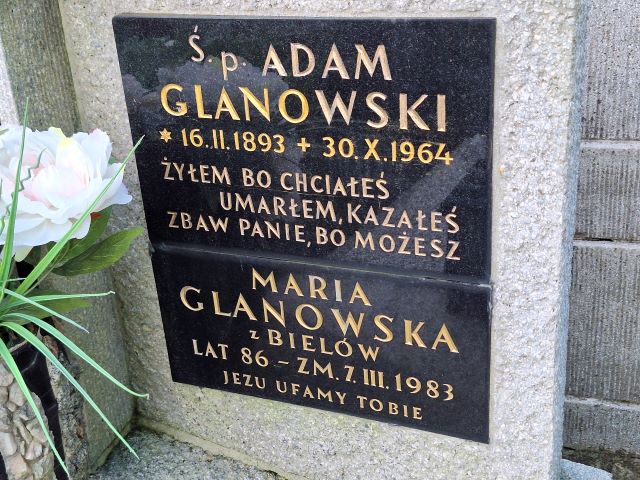 Ś.p. ADAM
GLANOWSKI
* 16.II.1893 + 30.X.1964
ŻYŁEM BO CHCIAŁEŚ
UMARŁEM, KAZAŁEŚ
ZBAW PANIE, BO MOŻESZ
MARIA
GLANOWSKA
z BIELÓW
LAT 86 – ZM. 7.III.1983
JEZU UFAMY TOBIE